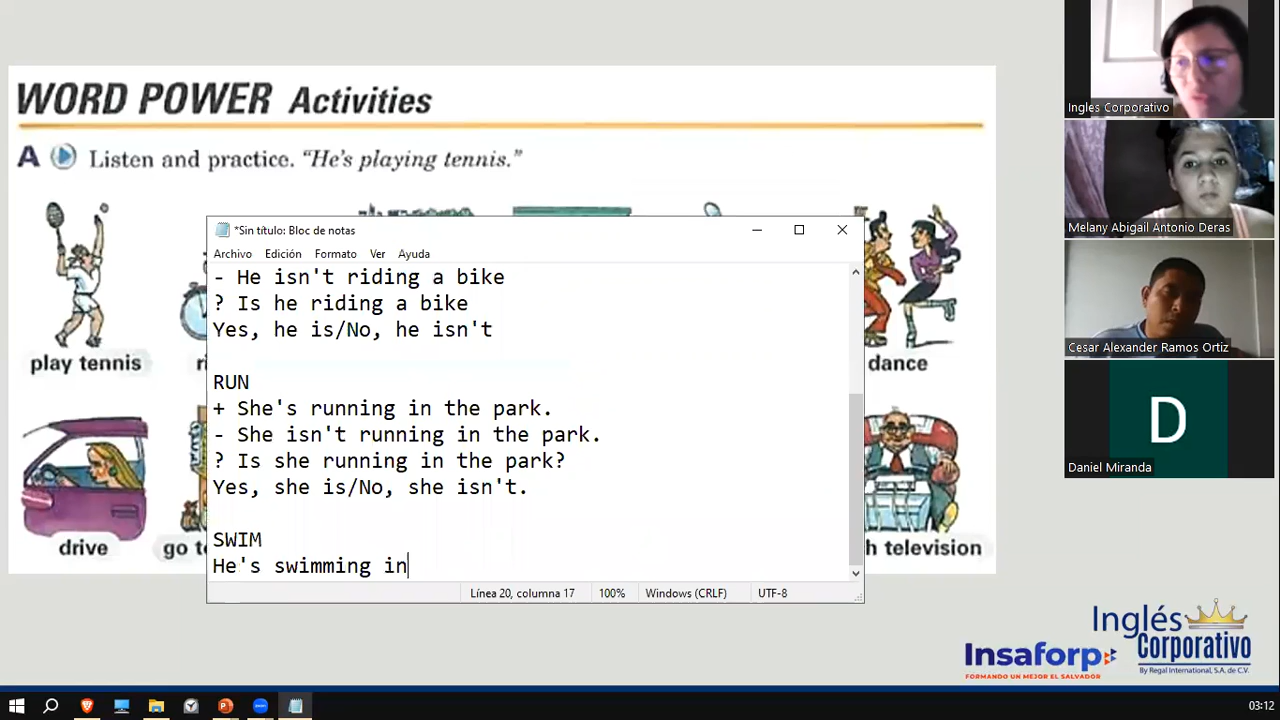 WORD POWER Activities
A Listen and practice. "He's playing tennis."
play tennis
dance
drive
go to
h television
*Sin título: Bloc de notas
Archivo Edición Formato Ver Ayuda
- He isn't riding a bike
? Is he riding a bike
Yes, he is/No, he isn't
RUN
+ She's running in the park.
- She isn't running in the park.
? Is she running in the park?
Yes, she is/No, she isn't.
SWIM
He's swimming in
Línea 20, columna 17 100% Windows (CRLF) UTF-8
Ingles Corporativo
Melany Abigail Antonio Deras
Cesar Alexander Ramos Ortiz
D
Daniel Miranda
Insaforp
FORMANDO UN MEJOR EL SALVADOR
Inglés
Corporativo
By Regal International, S.A. de C.V.
03:12